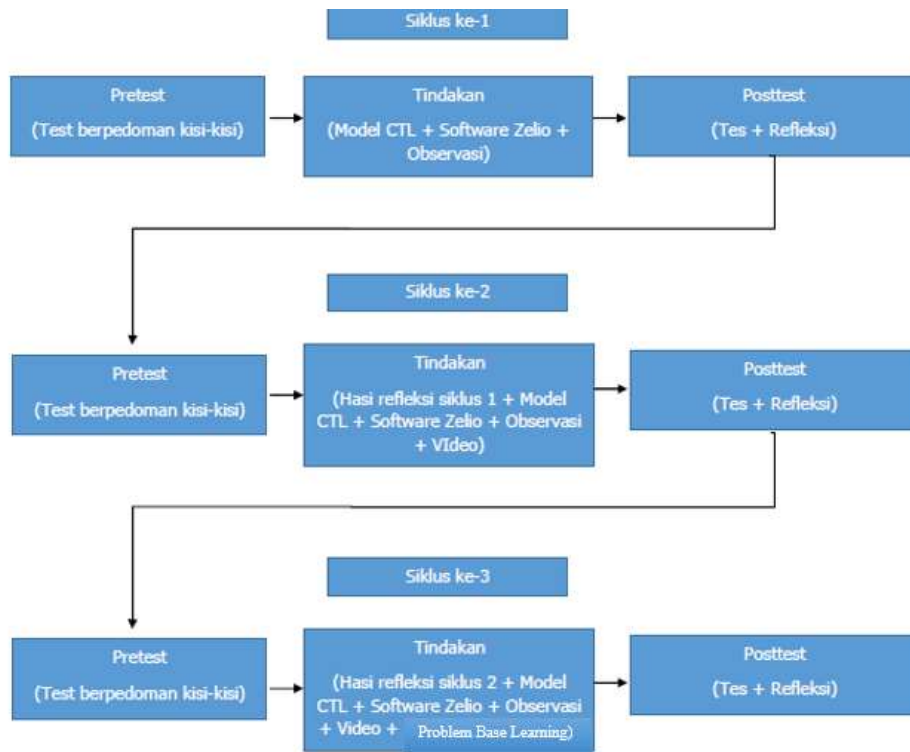 Siklus ke-1
Pretest
(Test berpedoman kisi-kisi)
Tindakan
(Model CTL + Software Zelio +
Observasi)
Posttest
(Tes + Refleksi)
Siklus ke-2
Pretest
(Test berpedoman kisi-kisi)
Tindakan
(Hasi refleksi siklus 1 + Model
CTL + Software Zelio + Observasi
+ VIdeo)
Posttest
(Tes + Refleksi)
Siklus ke-3
Pretest
(Test berpedoman kisi-kisi)
Tindakan
(Hasi refleksi siklus 2 + Model
CTL + Software Zelio + Observasi
+ Video + Problem Base Learning)
Posttest
(Tes + Refleksi)